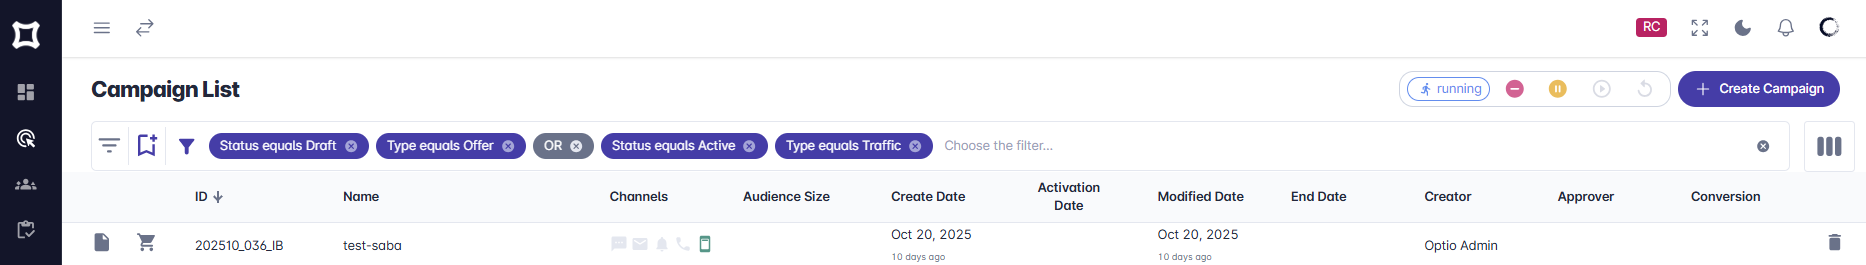 RC
Campaign List
running
Create Campaign
Status equals Draft Type equals Offer OR Status equals Active Type equals Traffic Choose the filter...
ID Name Channels Audience Size Create Date Activation Date Modified Date End Date Creator Approver Conversion
202510_036_IB test-saba Oct 20, 2025 Oct 20, 2025 Optio Admin
10 days ago 10 days ago